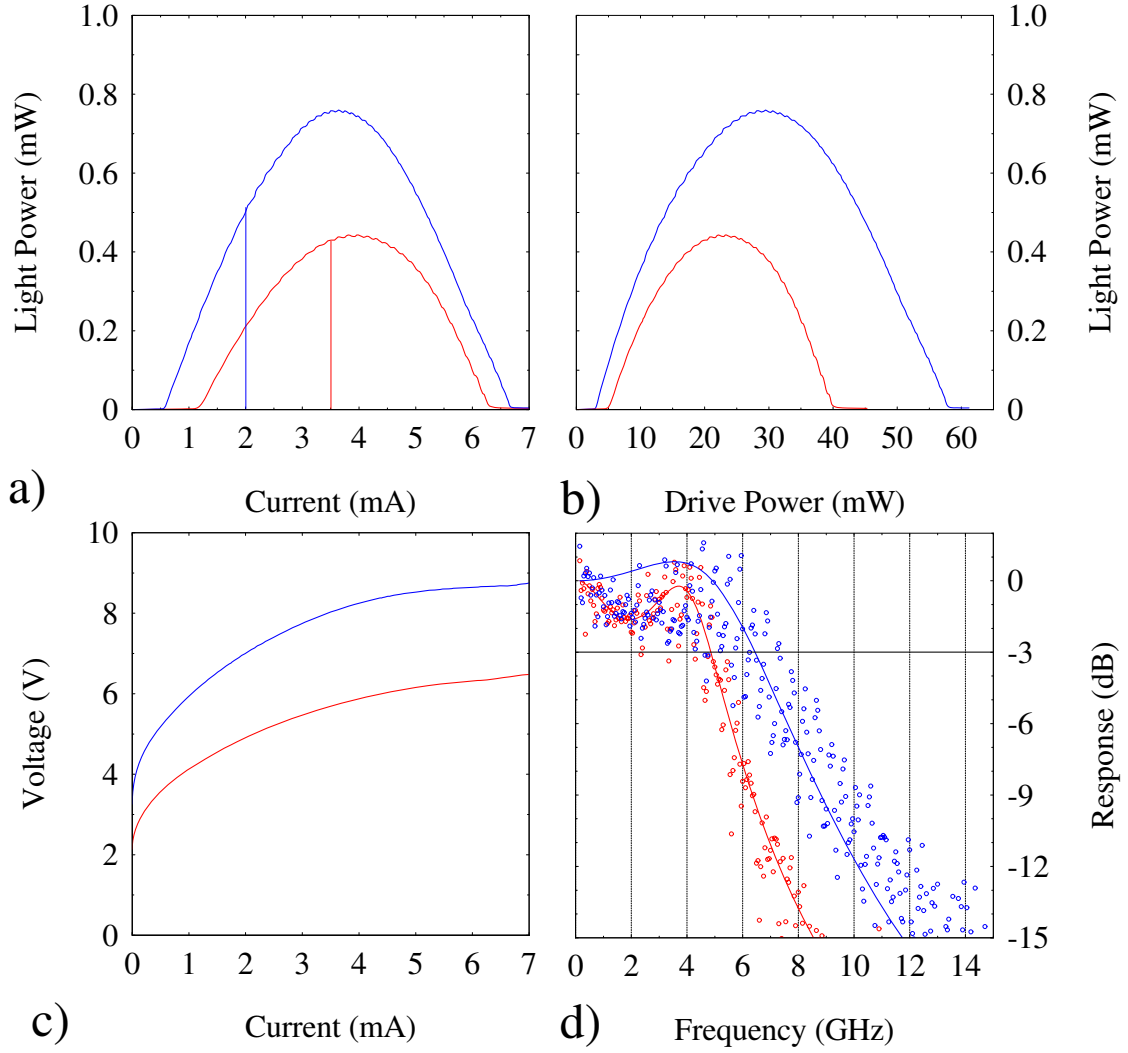 1.0
0.8
0.6
0.4
0.2
0
0 1 2 3 4 5 6 7
Light Power (mW)
Current (mA)
a)
1.0
0.8
0.6
0.4
0.2
0
0 10 20 30 40 50 60
Light Power (mW)
Drive Power (mW)
b)
10
8
6
4
2
0
0 1 2 3 4 5 6 7
Voltage (V)
Current (mA)
c)
0
-3
-6
-9
-12
-15
0 2 4 6 8 10 12 14
Response (dB)
Frequency (GHz)
d)